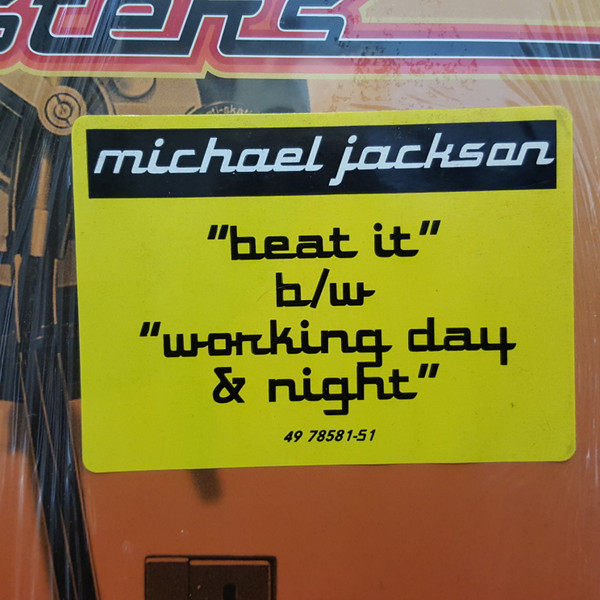 michael jackson
"beat it"
b/w
"working day
& night"
49 78581-51